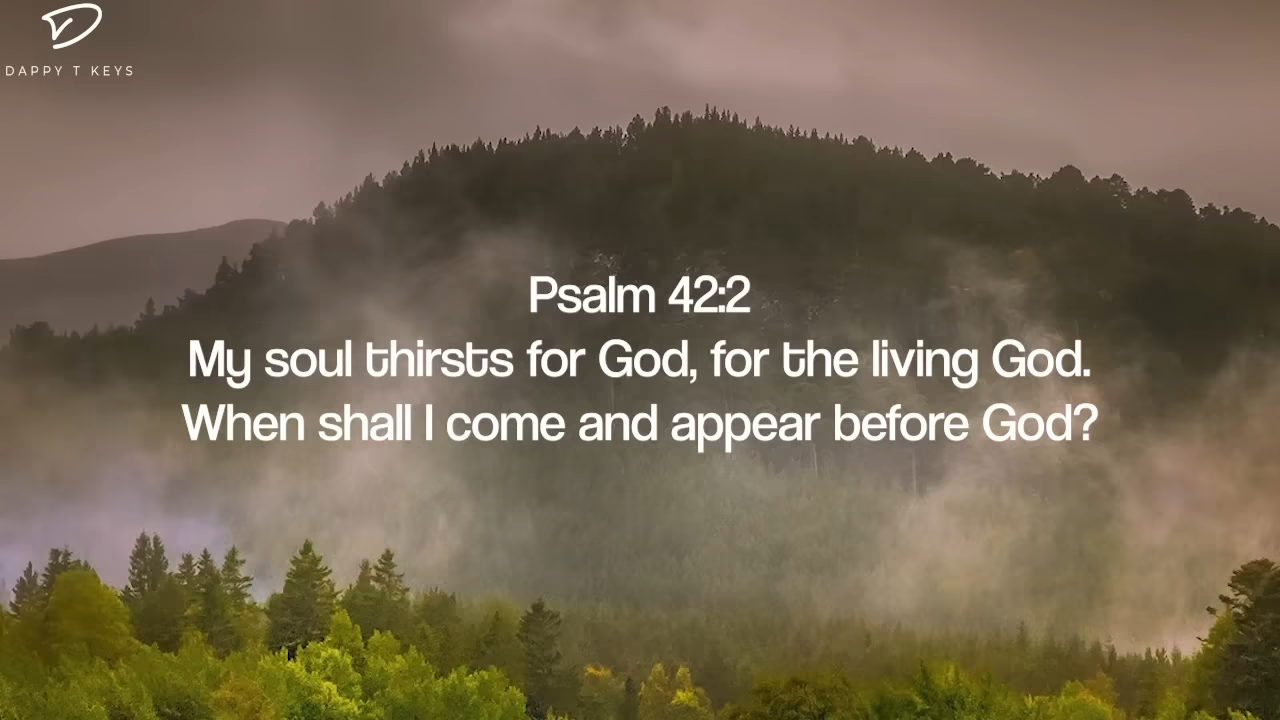 DAPPY T KEYS
Psalm 42:2
My soul thirsts for God, for the living God.
When shall I come and appear before God?